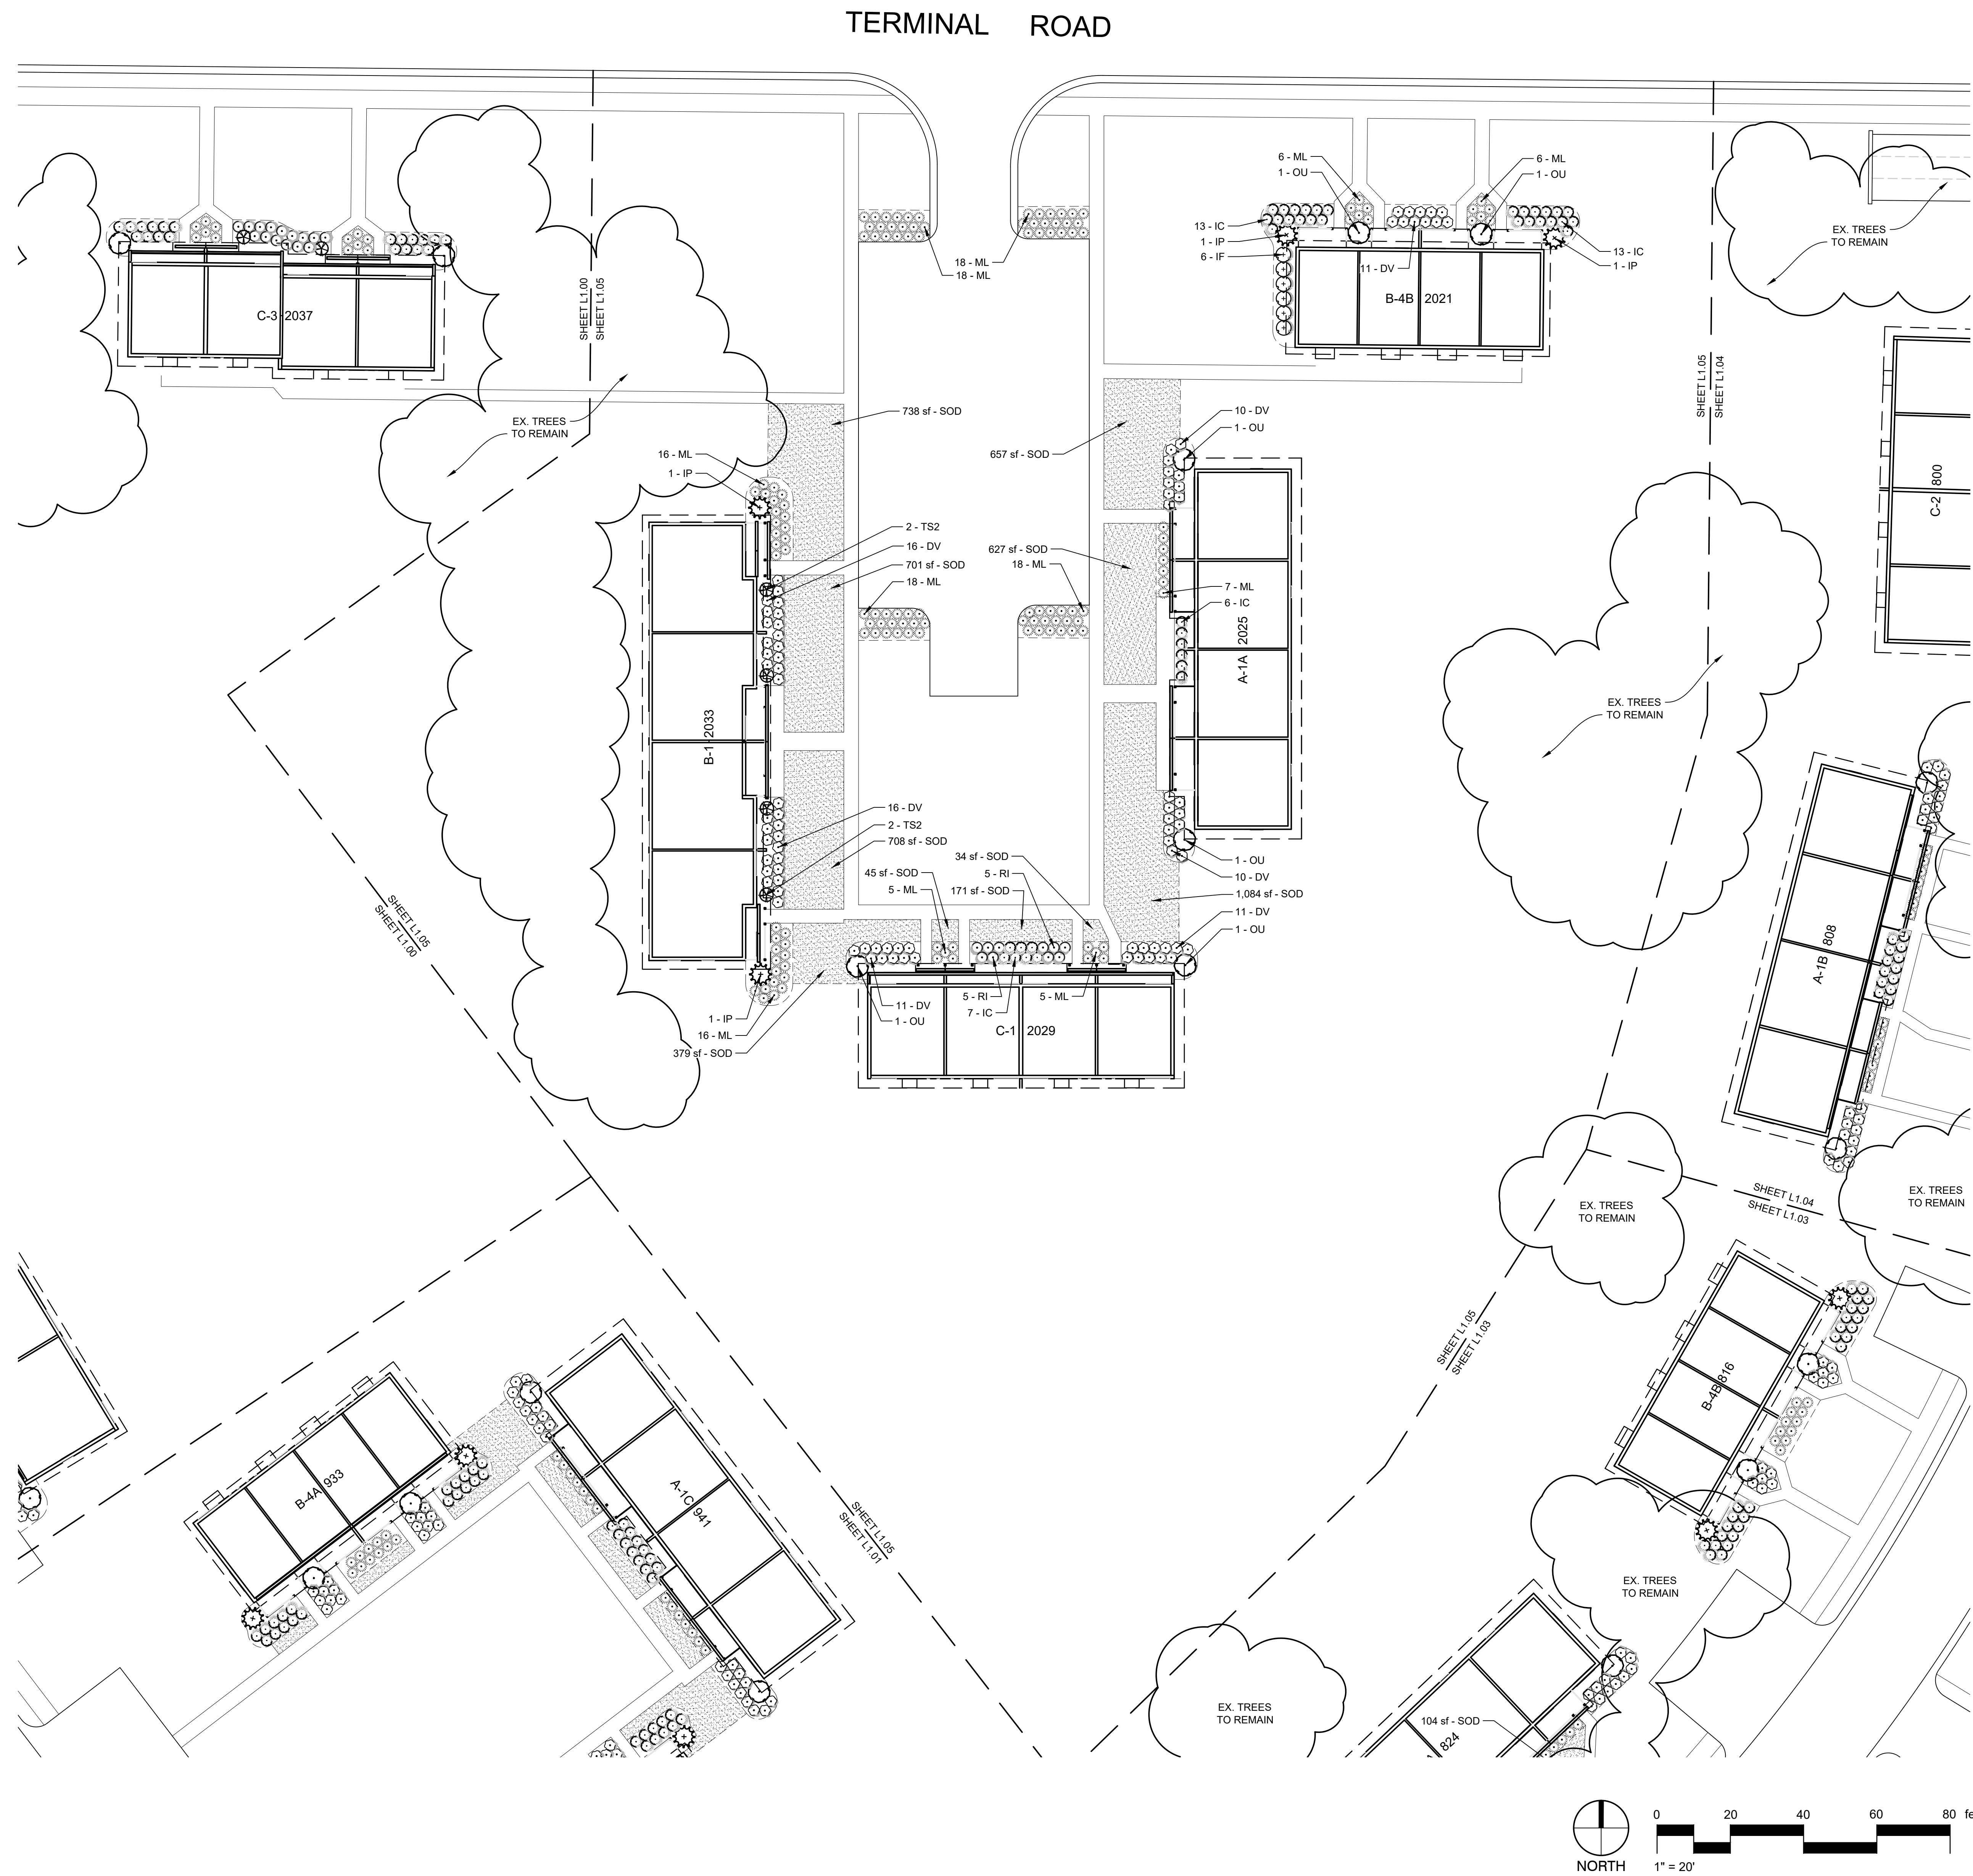 TERMINAL ROAD
6 - ML
1 - OU
6 - ML
1 - OU
13 - IC
1 - IP
6 - IF
11 - DV
13 - IC
1 - IP
B-4B 2021
EX. TREES
TO REMAIN
18 - ML
18 - ML
C-3 2037
SHEET L1.00
SHEET L1.05
SHEET L1.05
SHEET L1.04
EX. TREES
TO REMAIN
738 sf - SOD
10 - DV
1 - OU
657 sf - SOD
16 - ML
1 - IP
C-2 800
2 - TS2
16 - DV
701 sf - SOD
18 - ML
627 sf - SOD
18 - ML
7 - ML
6 - IC
A-1A 2025
B-1 2033
EX. TREES
TO REMAIN
16 - DV
2 - TS2
708 sf - SOD
45 sf - SOD
5 - ML
34 sf - SOD
5 - RI
171 sf - SOD
1 - OU
10 - DV
1,084 sf - SOD
11 - DV
1 - OU
SHEET L1.05
SHEET L1.00
A-1B 808
11 - DV
1 - OU
5 - RI
7 - IC
5 - ML
1 - IP
16 - ML
379 sf - SOD
C-1 2029
EX. TREES
TO REMAIN
SHEET L1.04
SHEET L1.03
EX. TREES
TO REMAIN
SHEET L1.05
SHEET L1.03
B-4B 816
B-4A 933
A-1C 941
SHEET L1.05
SHEET L1.01
EX. TREES
TO REMAIN
EX. TREES
TO REMAIN
104 sf - SOD
824
0 20 40 60 80 fe
NORTH
1" = 20'